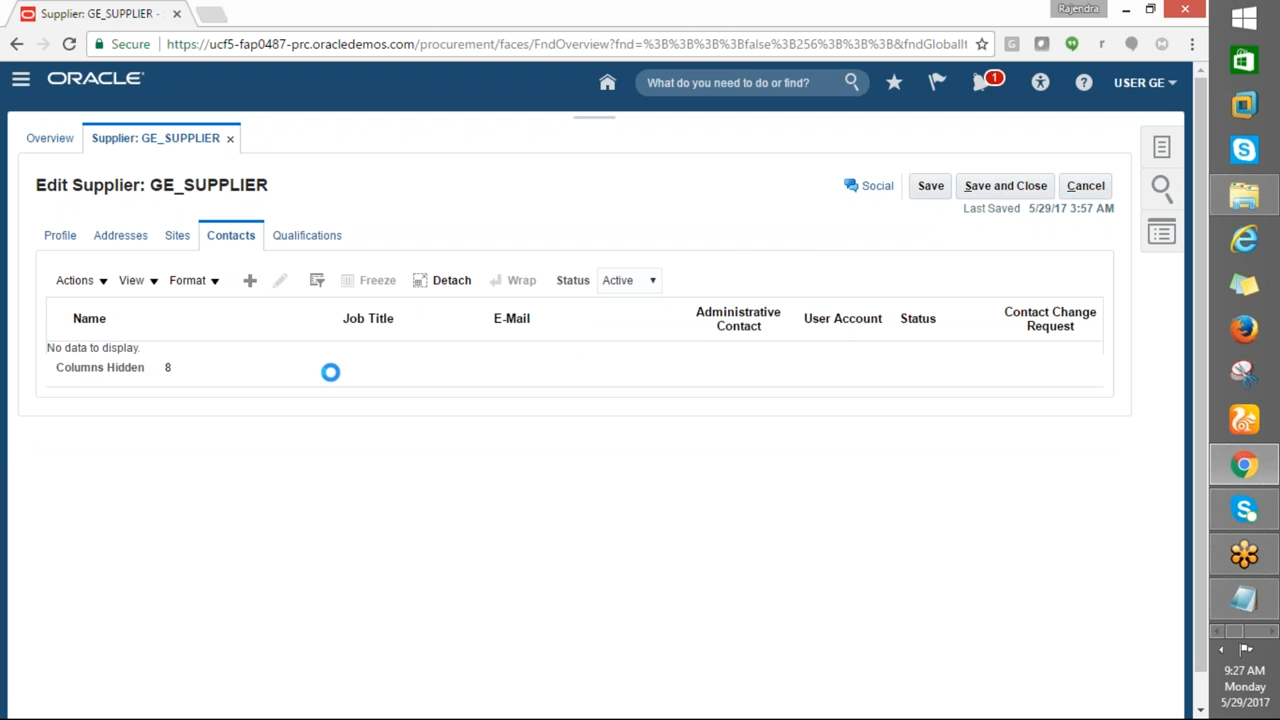 Supplier: GE_SUPPLIER -
Rajendra
Secure https://ucf5-fap0487-prc.oracledemos.com/procurement/faces/FndOverview?fnd=%3B%3B%3B%3Bfalse%3B256%3B%3B%3B&fndGlobalIt
ORACLE
What do you need to do or find?
1
USER GE
Overview
Supplier: GE_SUPPLIER
Edit Supplier: GE_SUPPLIER
Social
Save
Save and Close
Cancel
Last Saved 5/29/17 3:57 AM
Profile
Addresses
Sites
Contacts
Qualifications
Actions
View
Format
Freeze
Detach
Wrap
Status
Active
Name
Job Title
E-Mail
Administrative
Contact
User Account
Status
Contact Change
Request
No data to display.
Columns Hidden 8
9:27 AM
Monday
5/29/2017